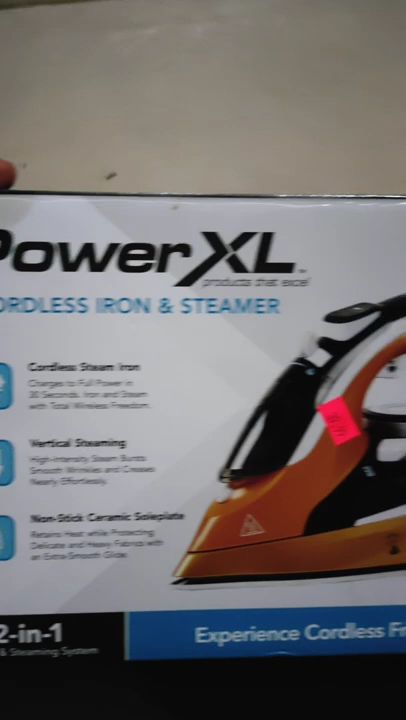 PowerXL
products that excel
CORDLESS IRON & STEAMER
Cordless Steam Iron
Charges to Full Power in
30 Seconds. Iron and Steam
with Total Wireless Freedom.
Vertical Steaming
High-Intensity Steam Bursts
Smooth Wrinkles and Creases
Nearly Effortlessly.
Non-Stick Ceramic Soleplate
Retains Heat while Protecting
Delicate and Heavy Fabrics with
an Extra-Smooth Glide.
2-in-1
& Steaming System
Experience Cordless Fr